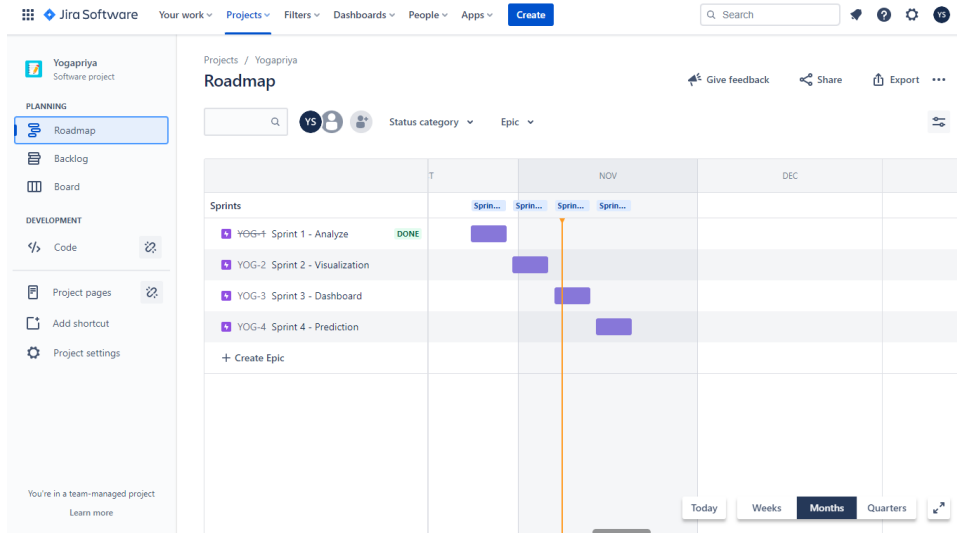 Jira Software Your work Projects Filters Dashboards People Apps Create Search YS
Yogapriya
Software project
PLANNING
Roadmap
Backlog
Board
DEVELOPMENT
Code
Project pages
Add shortcut
Project settings
You're in a team-managed project
Learn more
Projects / Yogapriya
Roadmap
Give feedback Share Export
YS Status category Epic
T NOV DEC
Sprints Sprin... Sprin... Sprin... Sprin...
YOG-1 Sprint 1 - Analyze DONE
YOG-2 Sprint 2 - Visualization
YOG-3 Sprint 3 - Dashboard
YOG-4 Sprint 4 - Prediction
+ Create Epic
Today Weeks Months Quarters